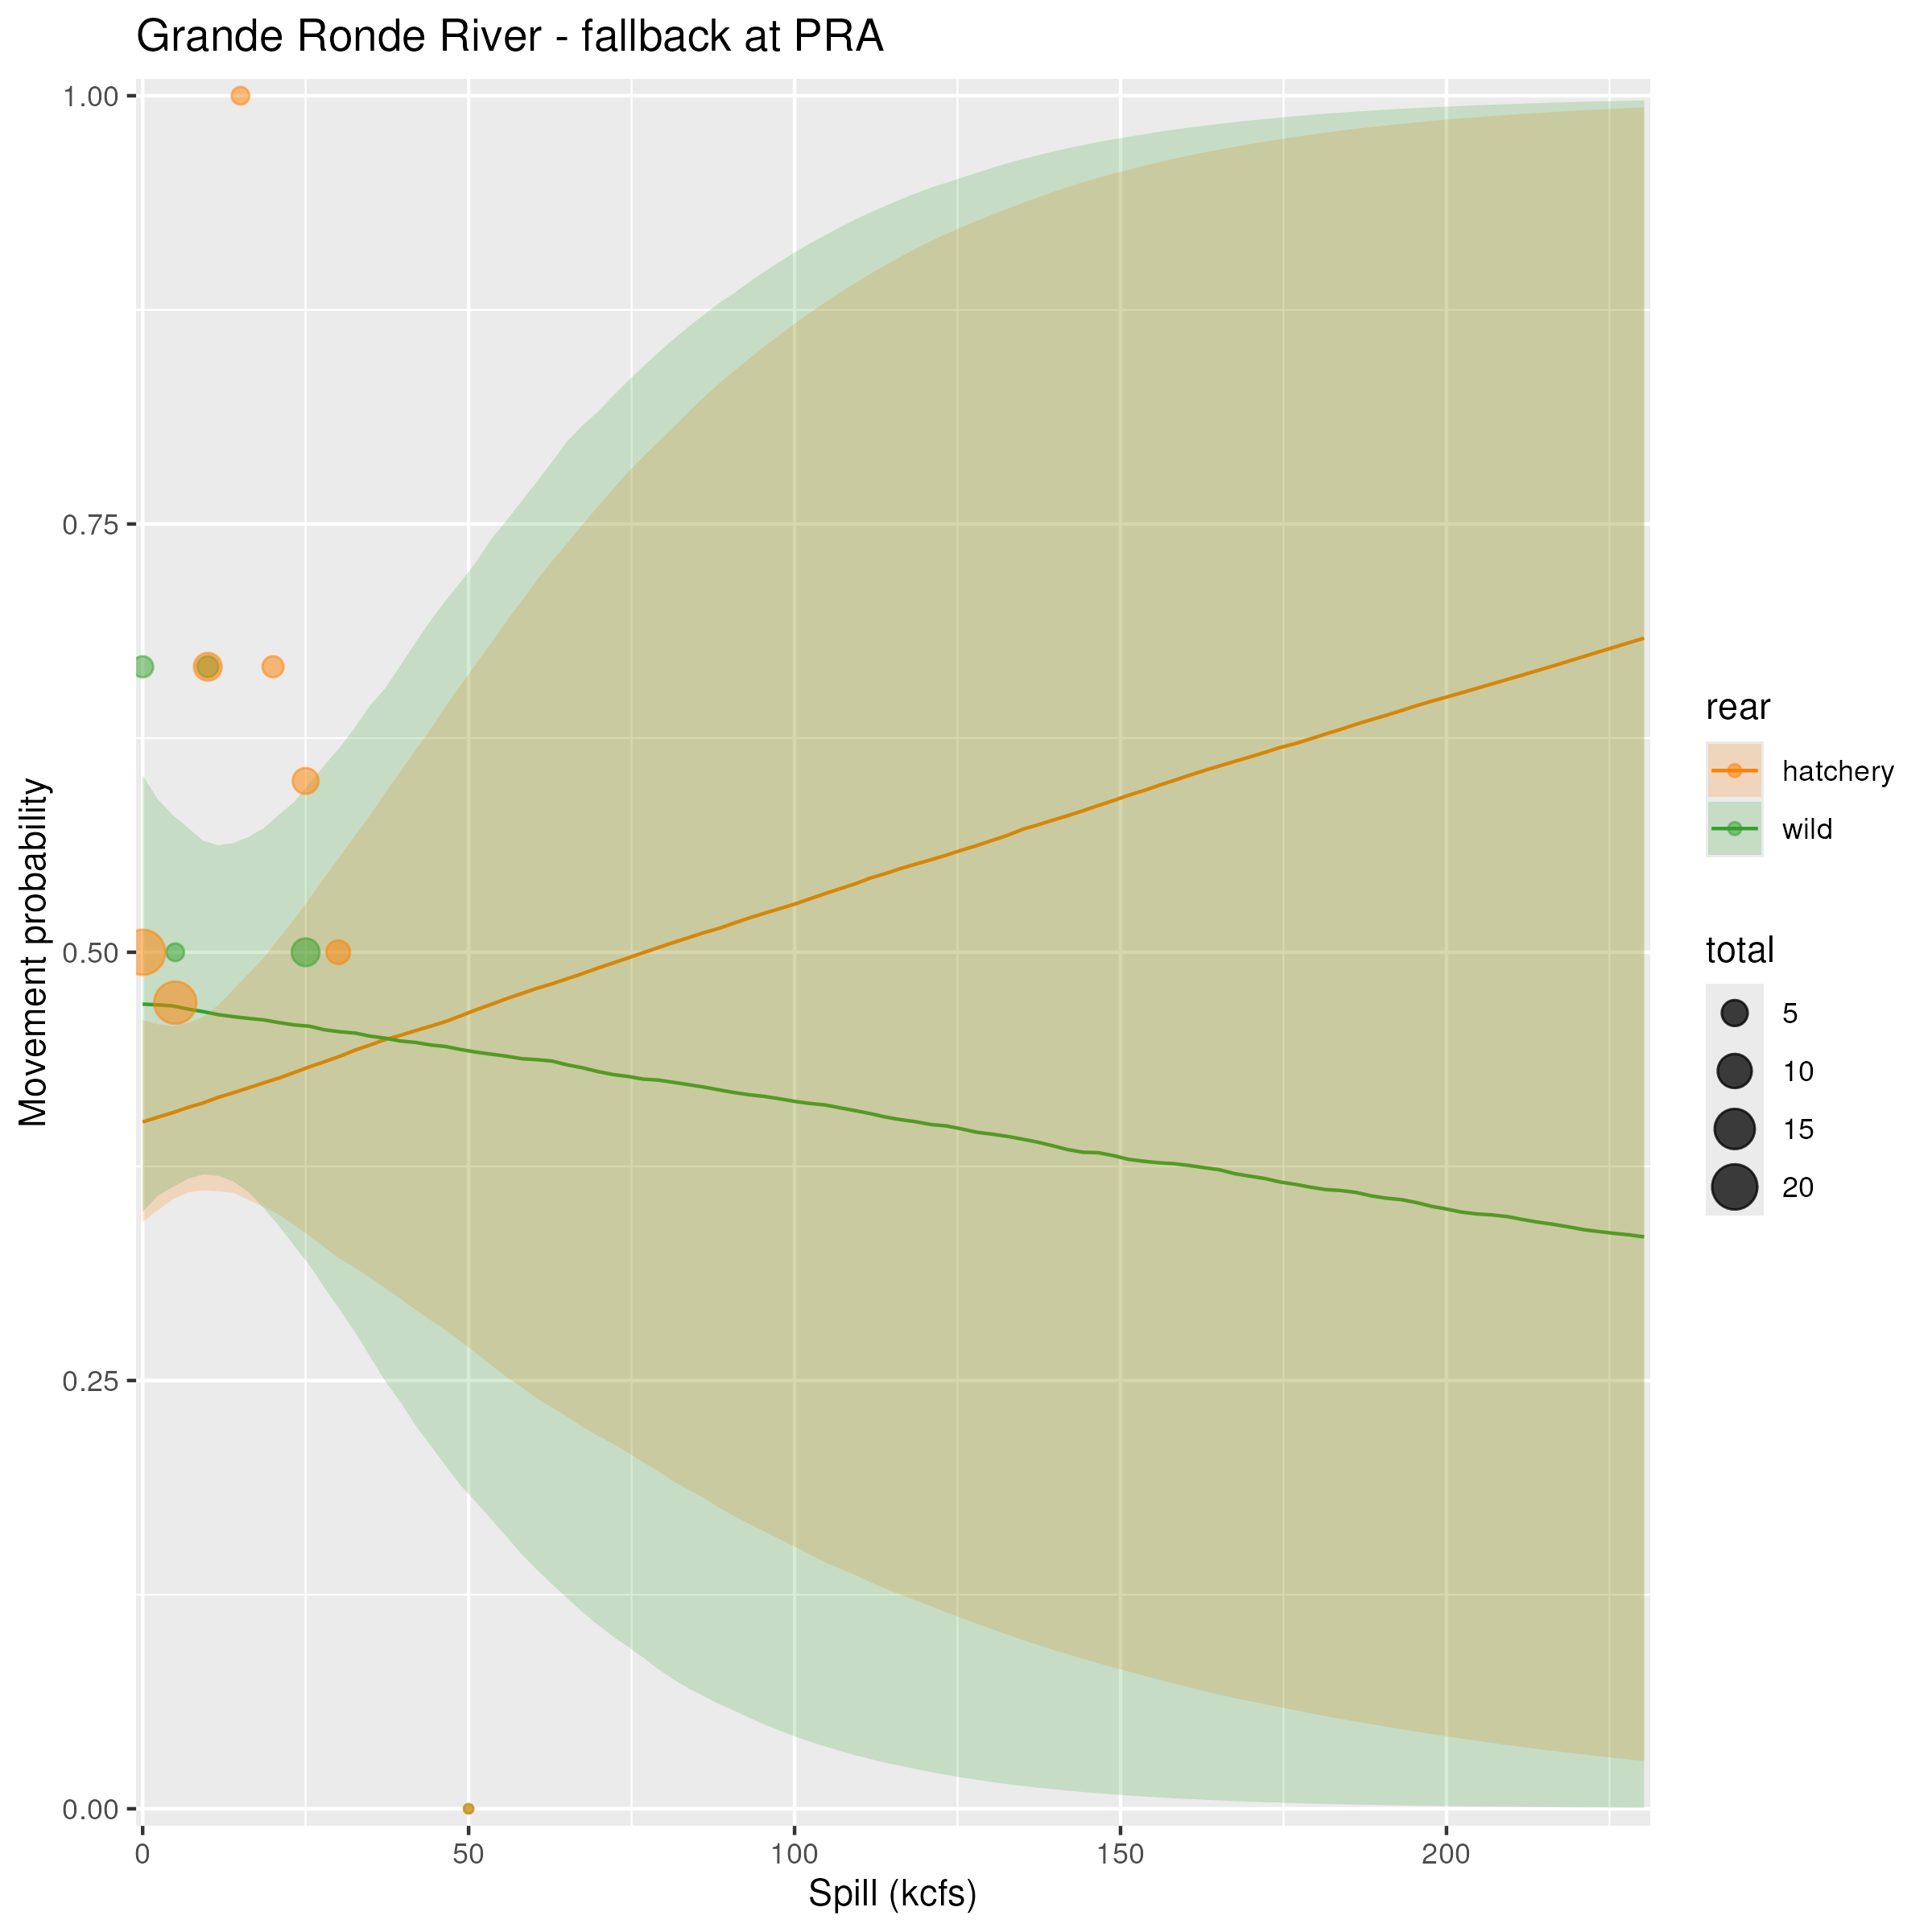 Grande Ronde River - fallback at PRA
1.00
0.75
0.50
0.25
0.00
Movement probability
0
50
100
150
200
Spill (kcfs)
rear
hatchery
wild
total
5
10
15
20